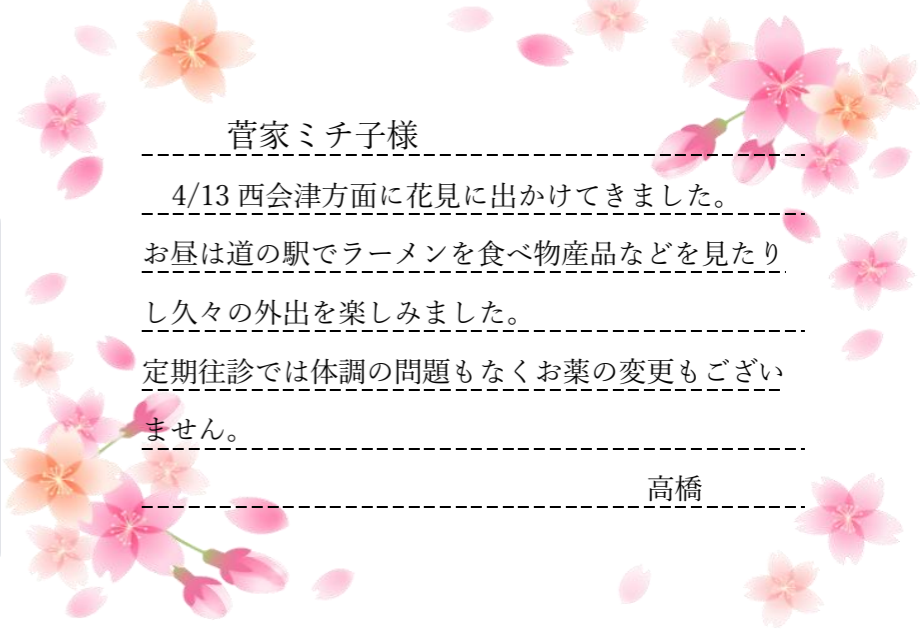 菅家ミチ子様
4/13 西会津方面に花見に出かけてきました。
お昼は道の駅でラーメンを食べ物産品などを見たり
し久々の外出を楽しみました。
定期往診では体調の問題もなくお薬の変更もござい
ません。
高橋